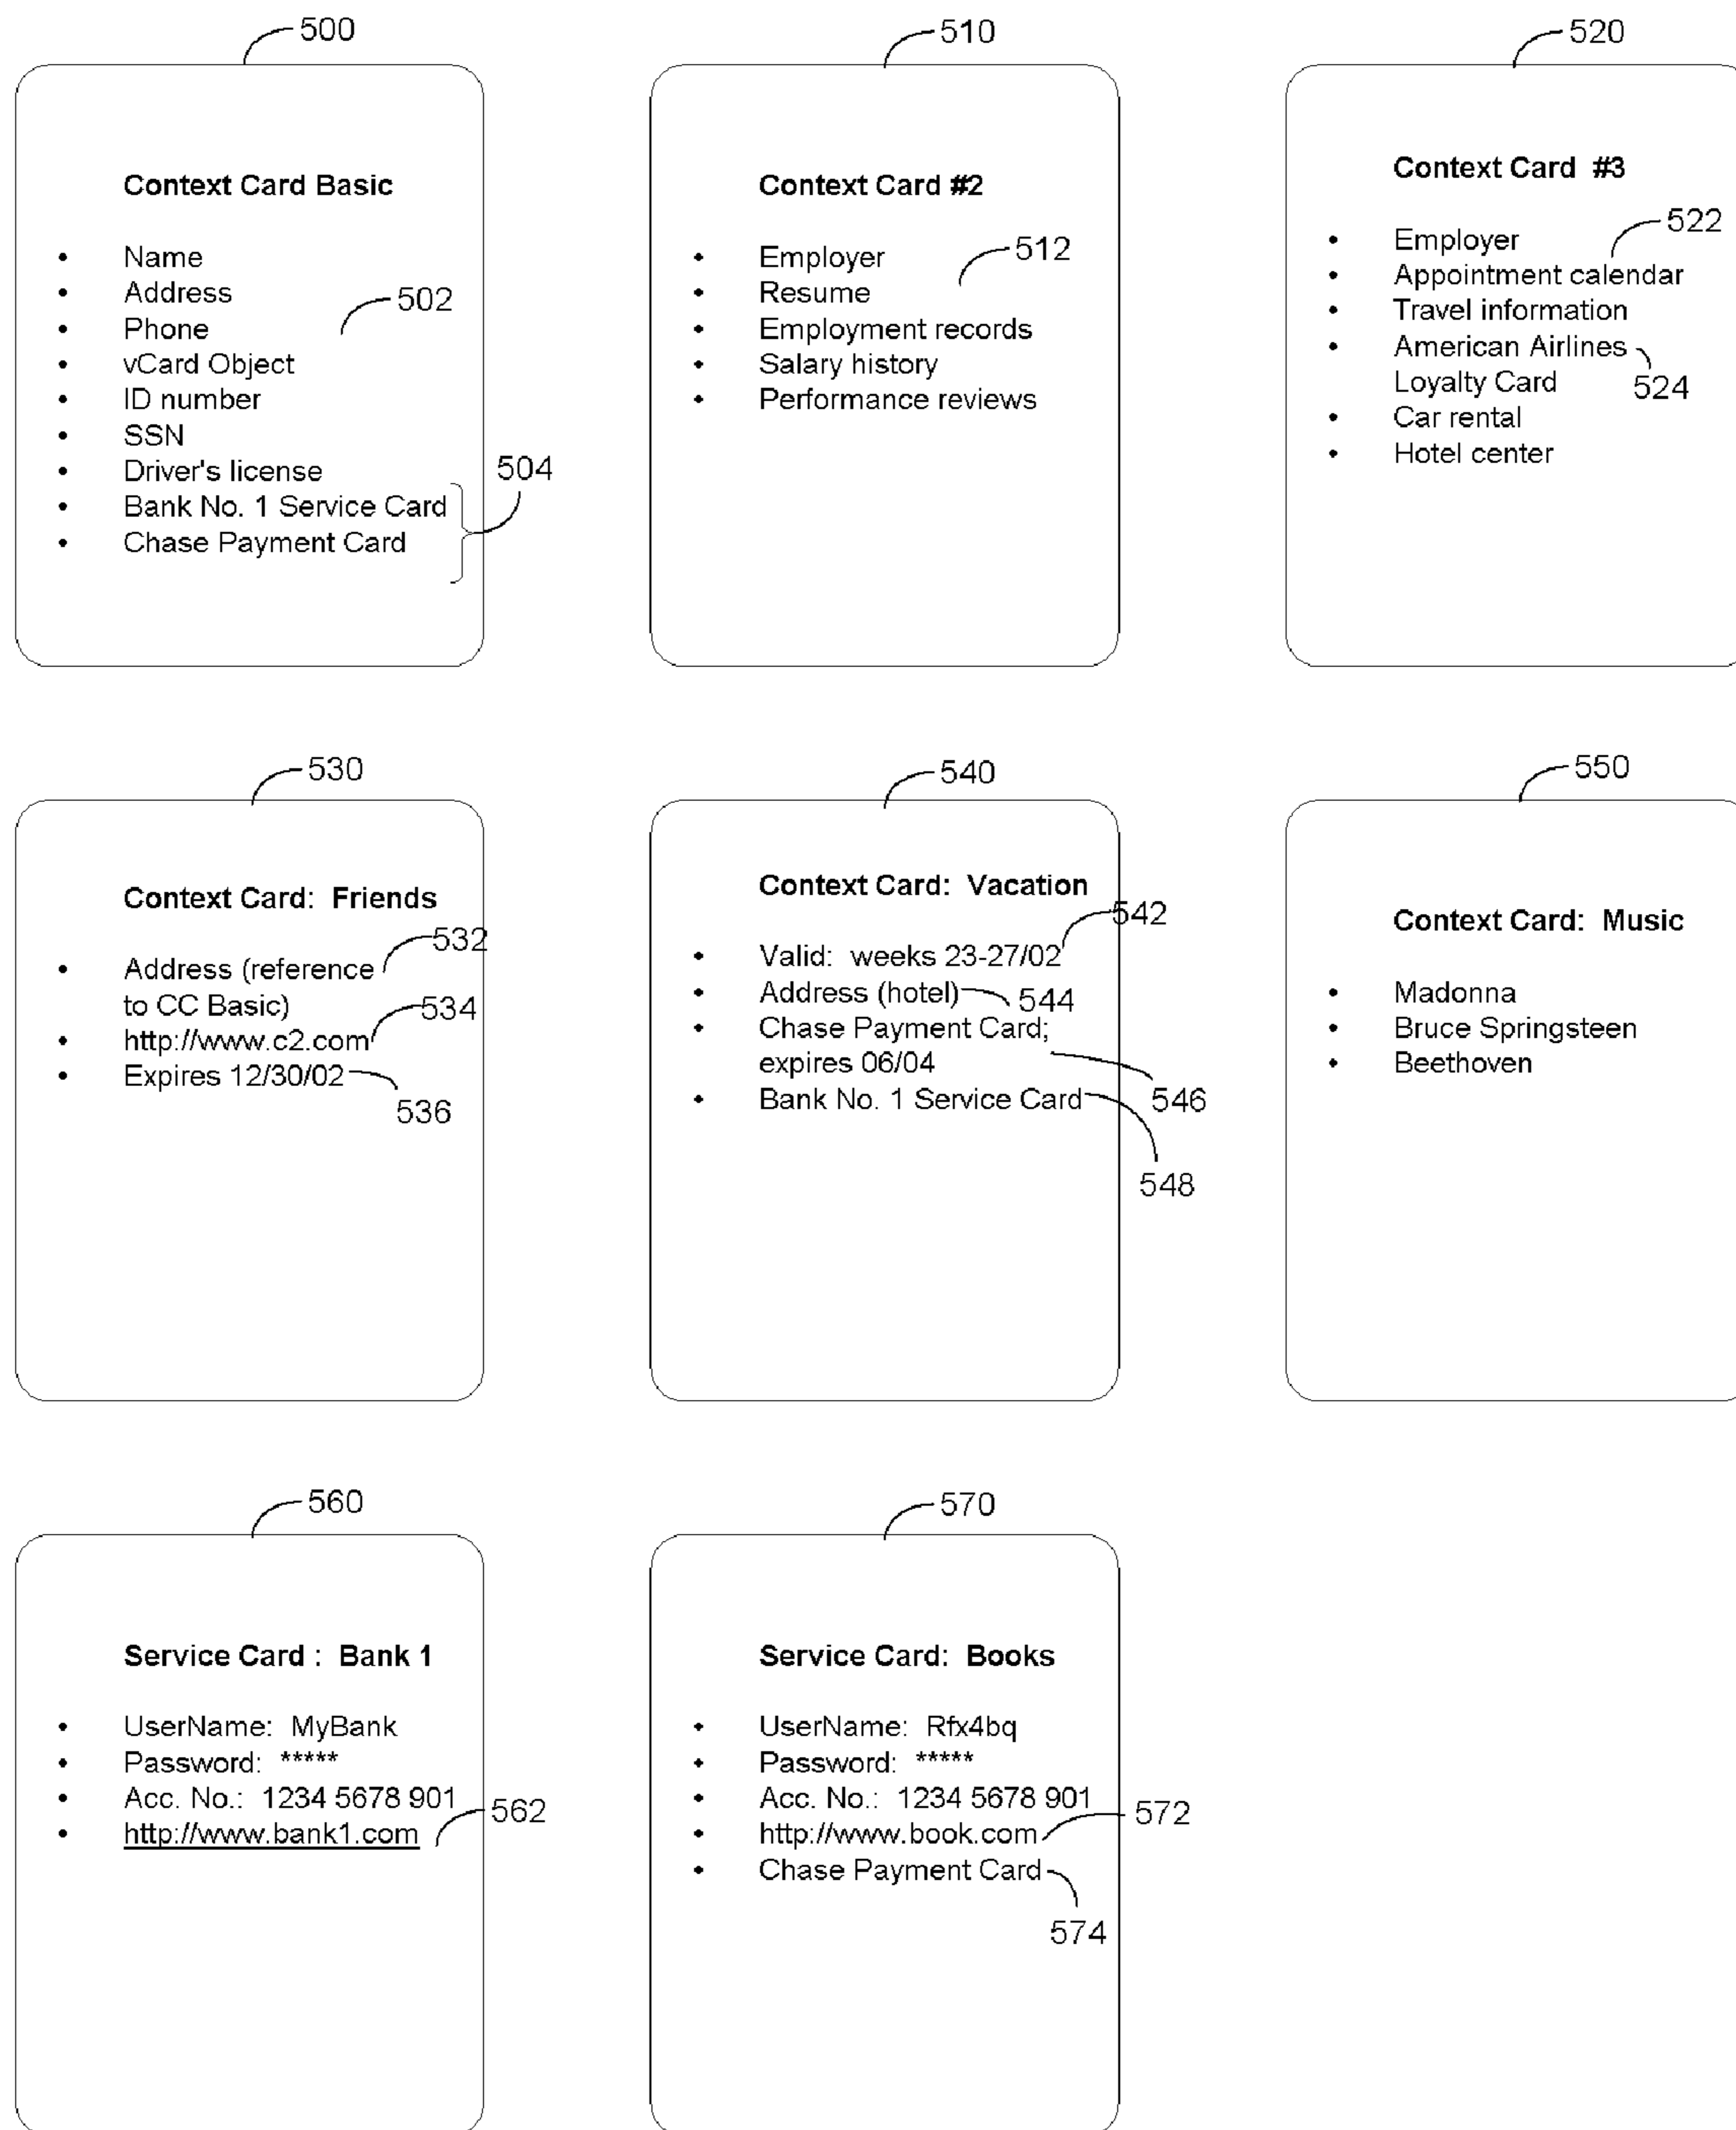 500
Context Card Basic
• Name
• Address
• Phone
502
• vCard Object
• ID number
• SSN
• Driver's license
• Bank No. 1 Service Card
• Chase Payment Card
504
510
Context Card #2
• Employer
512
• Resume
• Employment records
• Salary history
• Performance reviews
520
Context Card #3
• Employer
522
• Appointment calendar
• Travel information
• American Airlines
Loyalty Card
524
• Car rental
• Hotel center
530
Context Card: Friends
532
• Address (reference
to CC Basic)
534
• http://www.c2.com
• Expires 12/30/02
536
540
Context Card: Vacation
542
• Valid: weeks 23-27/02
• Address (hotel)
544
• Chase Payment Card;
expires 06/04
546
• Bank No. 1 Service Card
548
550
Context Card: Music
• Madonna
• Bruce Springsteen
• Beethoven
560
Service Card : Bank 1
• UserName: MyBank
• Password: *****
• Acc. No.: 1234 5678 901
562
• http://www.bank1.com
570
Service Card: Books
• UserName: Rfx4bq
• Password: *****
• Acc. No.: 1234 5678 901
572
• http://www.book.com
• Chase Payment Card
574